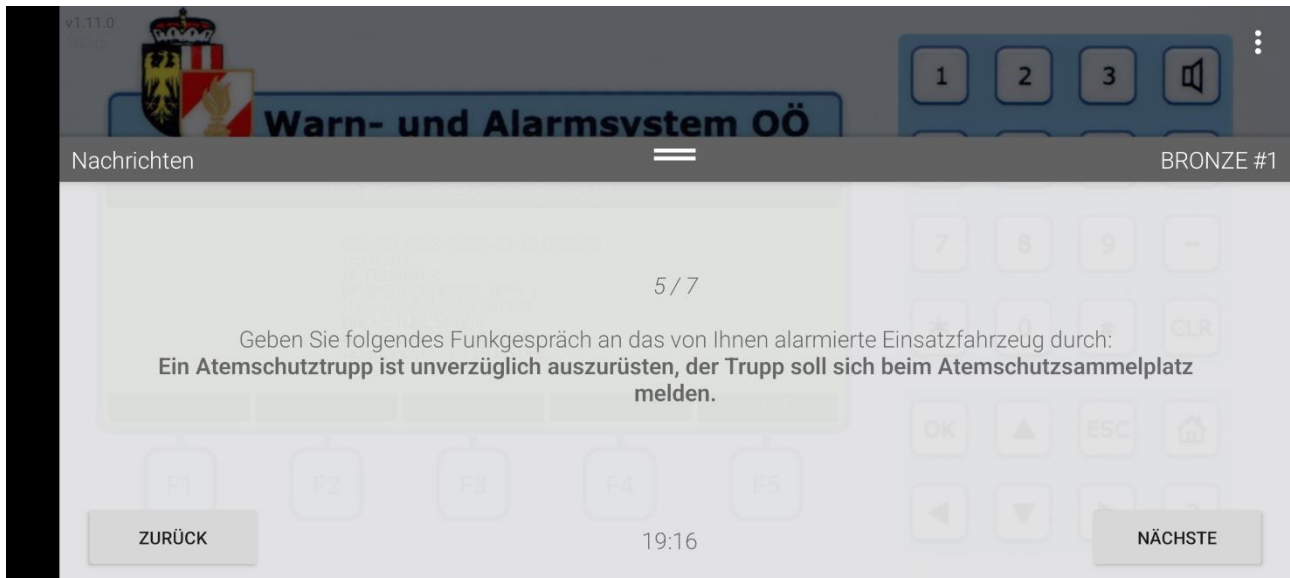 v1.11.0
Warn- und Alarmsystem OÖ
1 2 3
Nachrichten
BRONZE #1
7 8 9 -
5 / 7
Geben Sie folgendes Funkgespräch an das von Ihnen alarmierte Einsatzfahrzeug durch:
* 0 # CLR
Ein Atemschutztrupp ist unverzüglich auszurüsten, der Trupp soll sich beim Atemschutzsammelplatz
melden.
OK ESC
F1 F2 F3 F4 F5
ZURÜCK
19:16
NÄCHSTE